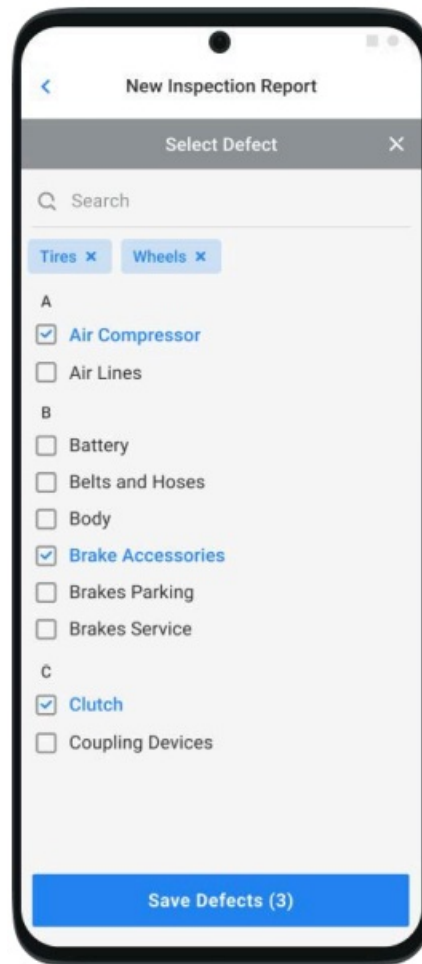 New Inspection Report
Select Defect
Search
Tires × Wheels ×
A
Air Compressor
Air Lines
B
Battery
Belts and Hoses
Body
Brake Accessories
Brakes Parking
Brakes Service
C
Clutch
Coupling Devices
Save Defects (3)